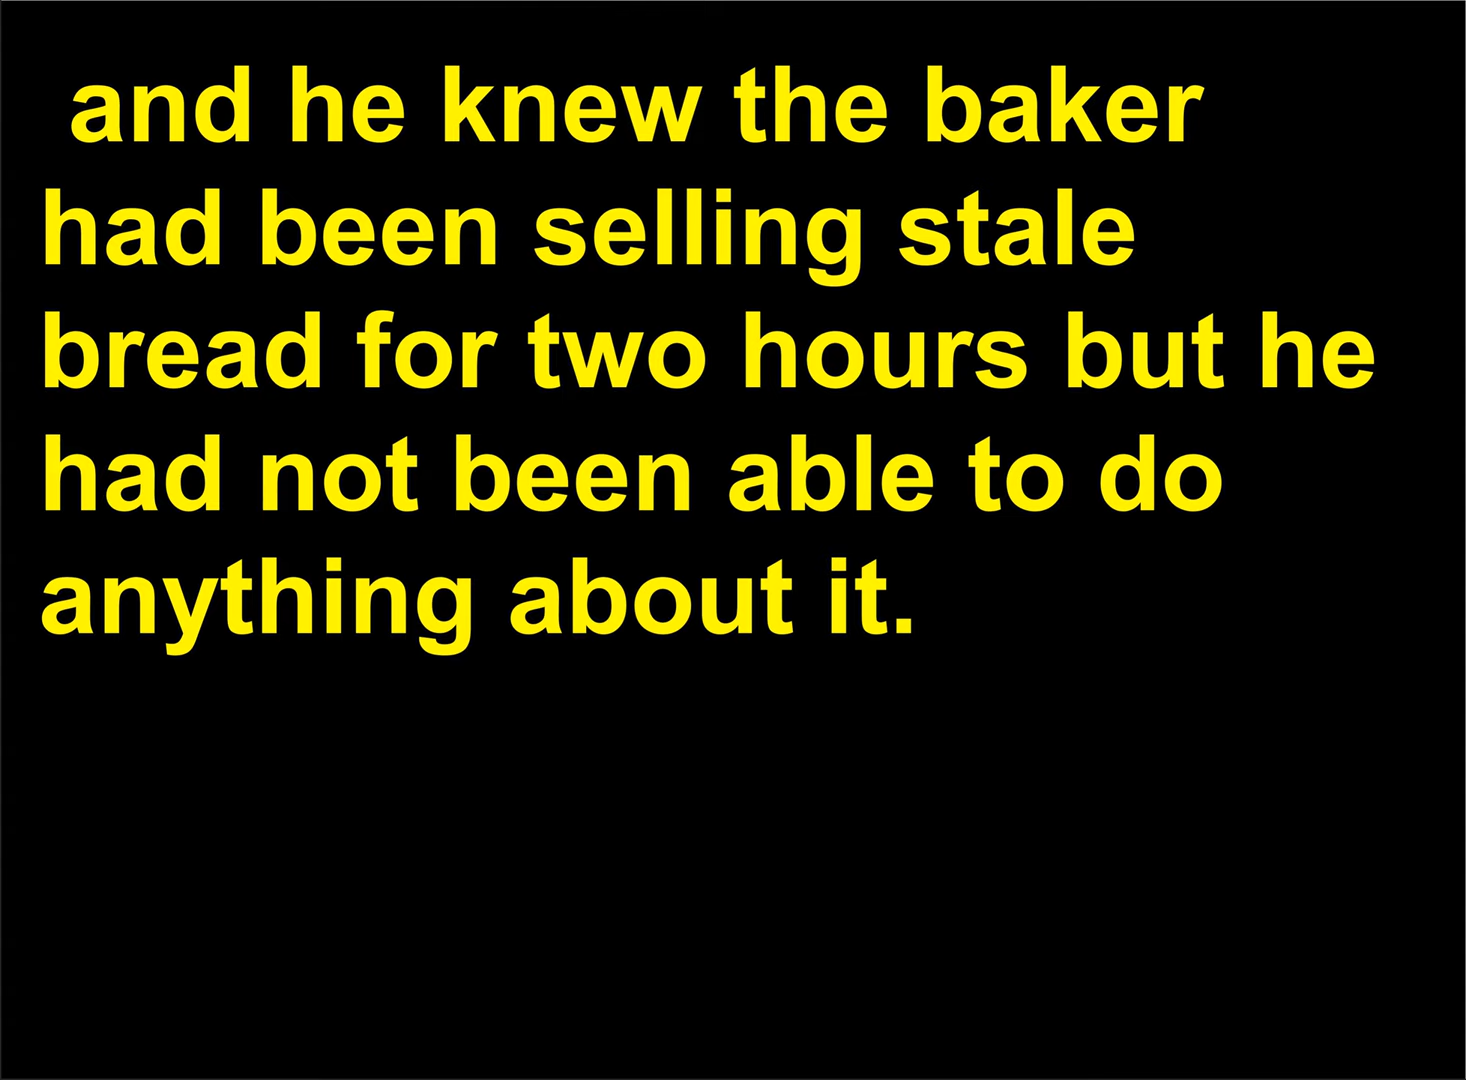 and he knew the baker
had been selling stale
bread for two hours but he
had not been able to do
anything about it.